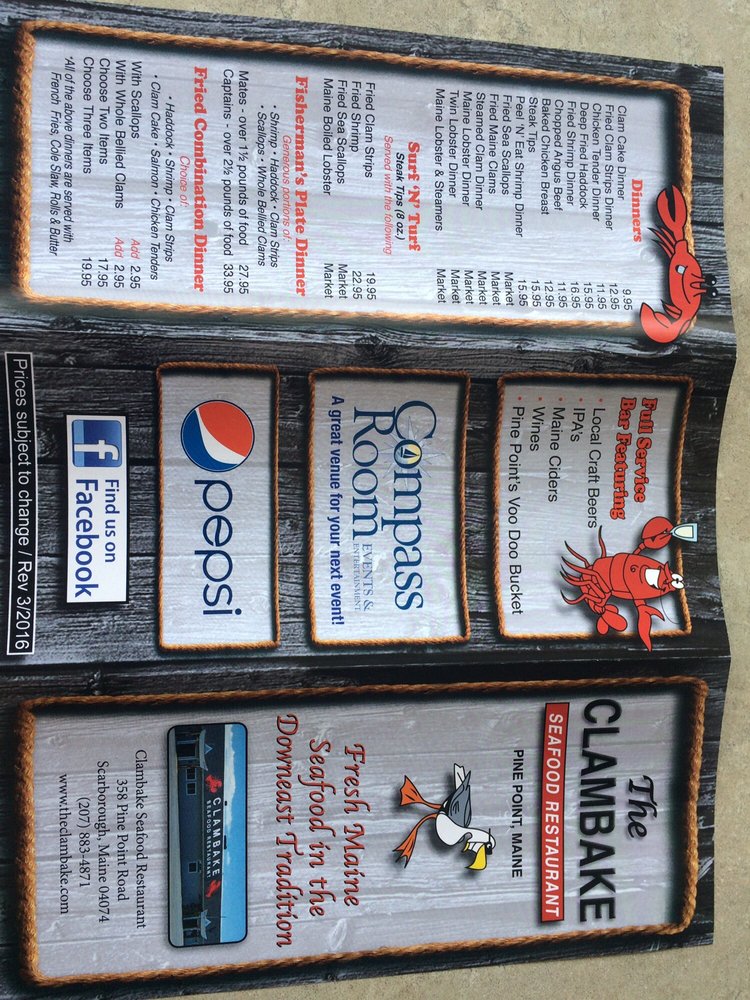 Dinners
Clam Cake Dinner 9.95
Fried Clam Strips Dinner 12.95
Chicken Tender Dinner 11.95
Deep Fried Haddock 15.95
Fried Shrimp Dinner 16.95
Chopped Angus Beef 11.95
Baked Chicken Breast 12.95
Steak Tips 15.95
Peel 'N' Eat Shrimp Dinner 15.95
Fried Sea Scallops Market
Fried Maine Clams Market
Steamed Clam Dinner Market
Maine Lobster Dinner Market
Twin Lobster Dinner Market
Maine Lobster & Steamers Market
Surf 'N' Turf
Steak Tips (8 oz.)
Served with the following
Fried Clam Strips 19.95
Fried Shrimp 22.95
Fried Sea Scallops Market
Maine Boiled Lobster Market
Fisherman's Plate Dinner
Generous portions of:
• Shrimp • Haddock • Clam Strips
• Scallops • Whole Bellied Clams
Mates - over 1½ pounds of food 27.95
Captains - over 2½ pounds of food 33.95
Fried Combination Dinner
Choice of:
• Haddock • Shrimp • Clam Strips
• Clam Cake • Salmon • Chicken Tenders
With Scallops Add 2.95
With Whole Bellied Clams Add 2.95
Choose Two Items 17.95
Choose Three Items 19.95
*All of the above dinners are served with
French Fries, Cole Slaw, Rolls & Butter
Full Service
Bar Featuring
• Local Craft Beers
• IPA's
• Maine Ciders
• Wines
• Pine Point's Voo Doo Bucket
Compass
Room EVENTS &
ENTERTAINMENT
A great venue for your next event!
pepsi
f Find us on
Facebook
Prices subject to change / Rev 3/2016
The
CLAMBAKE
SEAFOOD RESTAURANT
PINE POINT, MAINE
Fresh Maine
Seafood in the
Downeast Tradition
CLAMBAKE
SEAFOOD RESTAURANT
Clambake Seafood Restaurant
358 Pine Point Road
Scarborough, Maine 04074
(207) 883-4871
www.theclambake.com